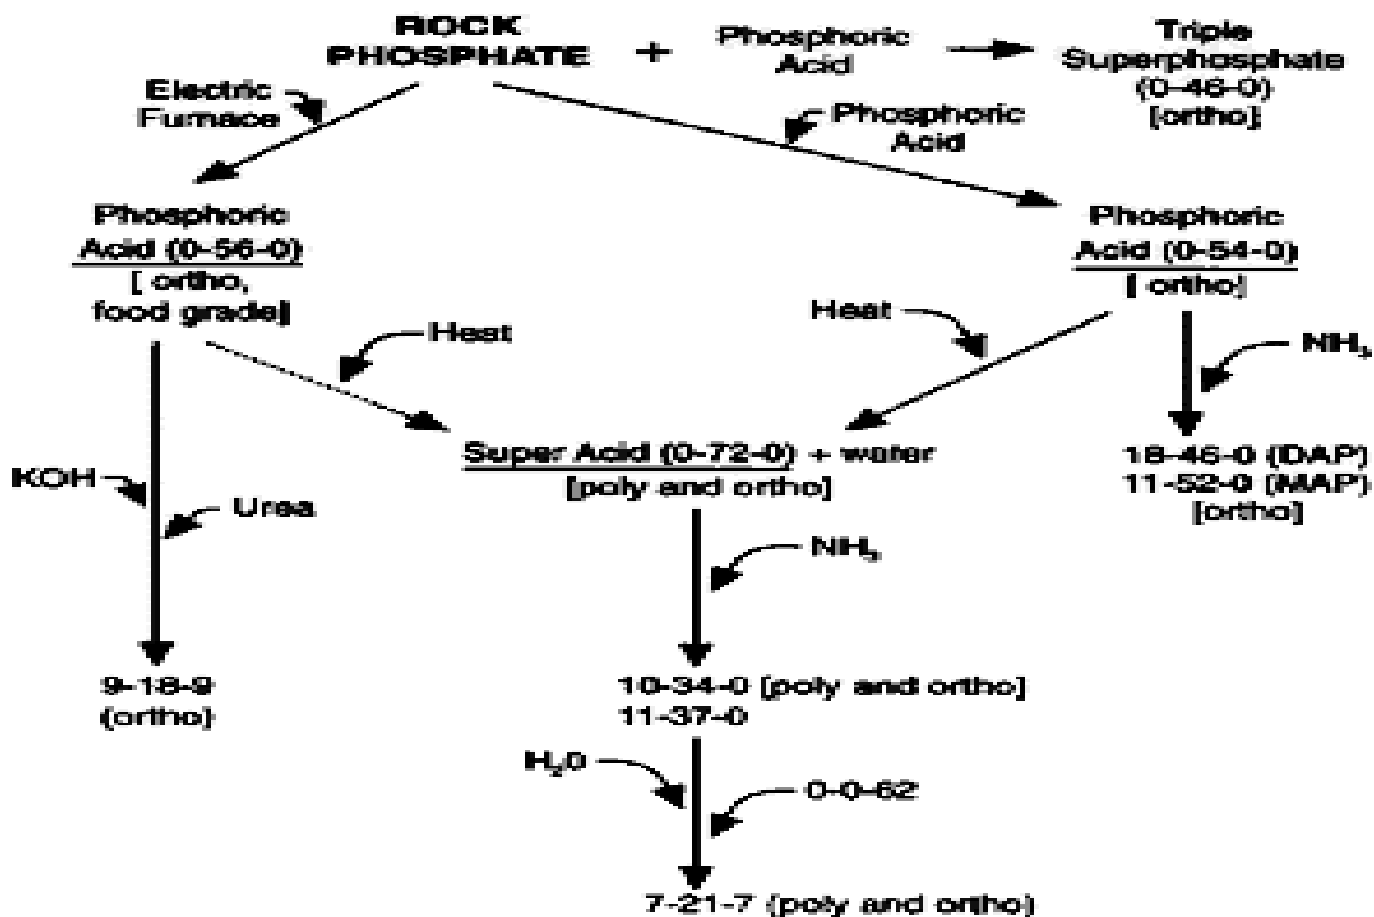 ROCK
PHOSPHATE
+
Phosphoric
Acid
Triple
Superphosphate
(0-46-0)
[ortho]
Electric
Furnace
Phosphoric
Acid
Phosphoric
Acid (0-56-0)
[ ortho,
food grade]
Phosphoric
Acid (0-54-0)
[ ortho]
Heat
Heat
NH₃
Super Acid (0-72-0) + water
[poly and ortho]
18-46-0 (DAP)
11-52-0 (MAP)
[ortho]
KOH
Urea
NH₃
9-18-9
(ortho)
10-34-0 [poly and ortho]
11-37-0
H₂0
0-0-62
7-21-7 (poly and ortho)